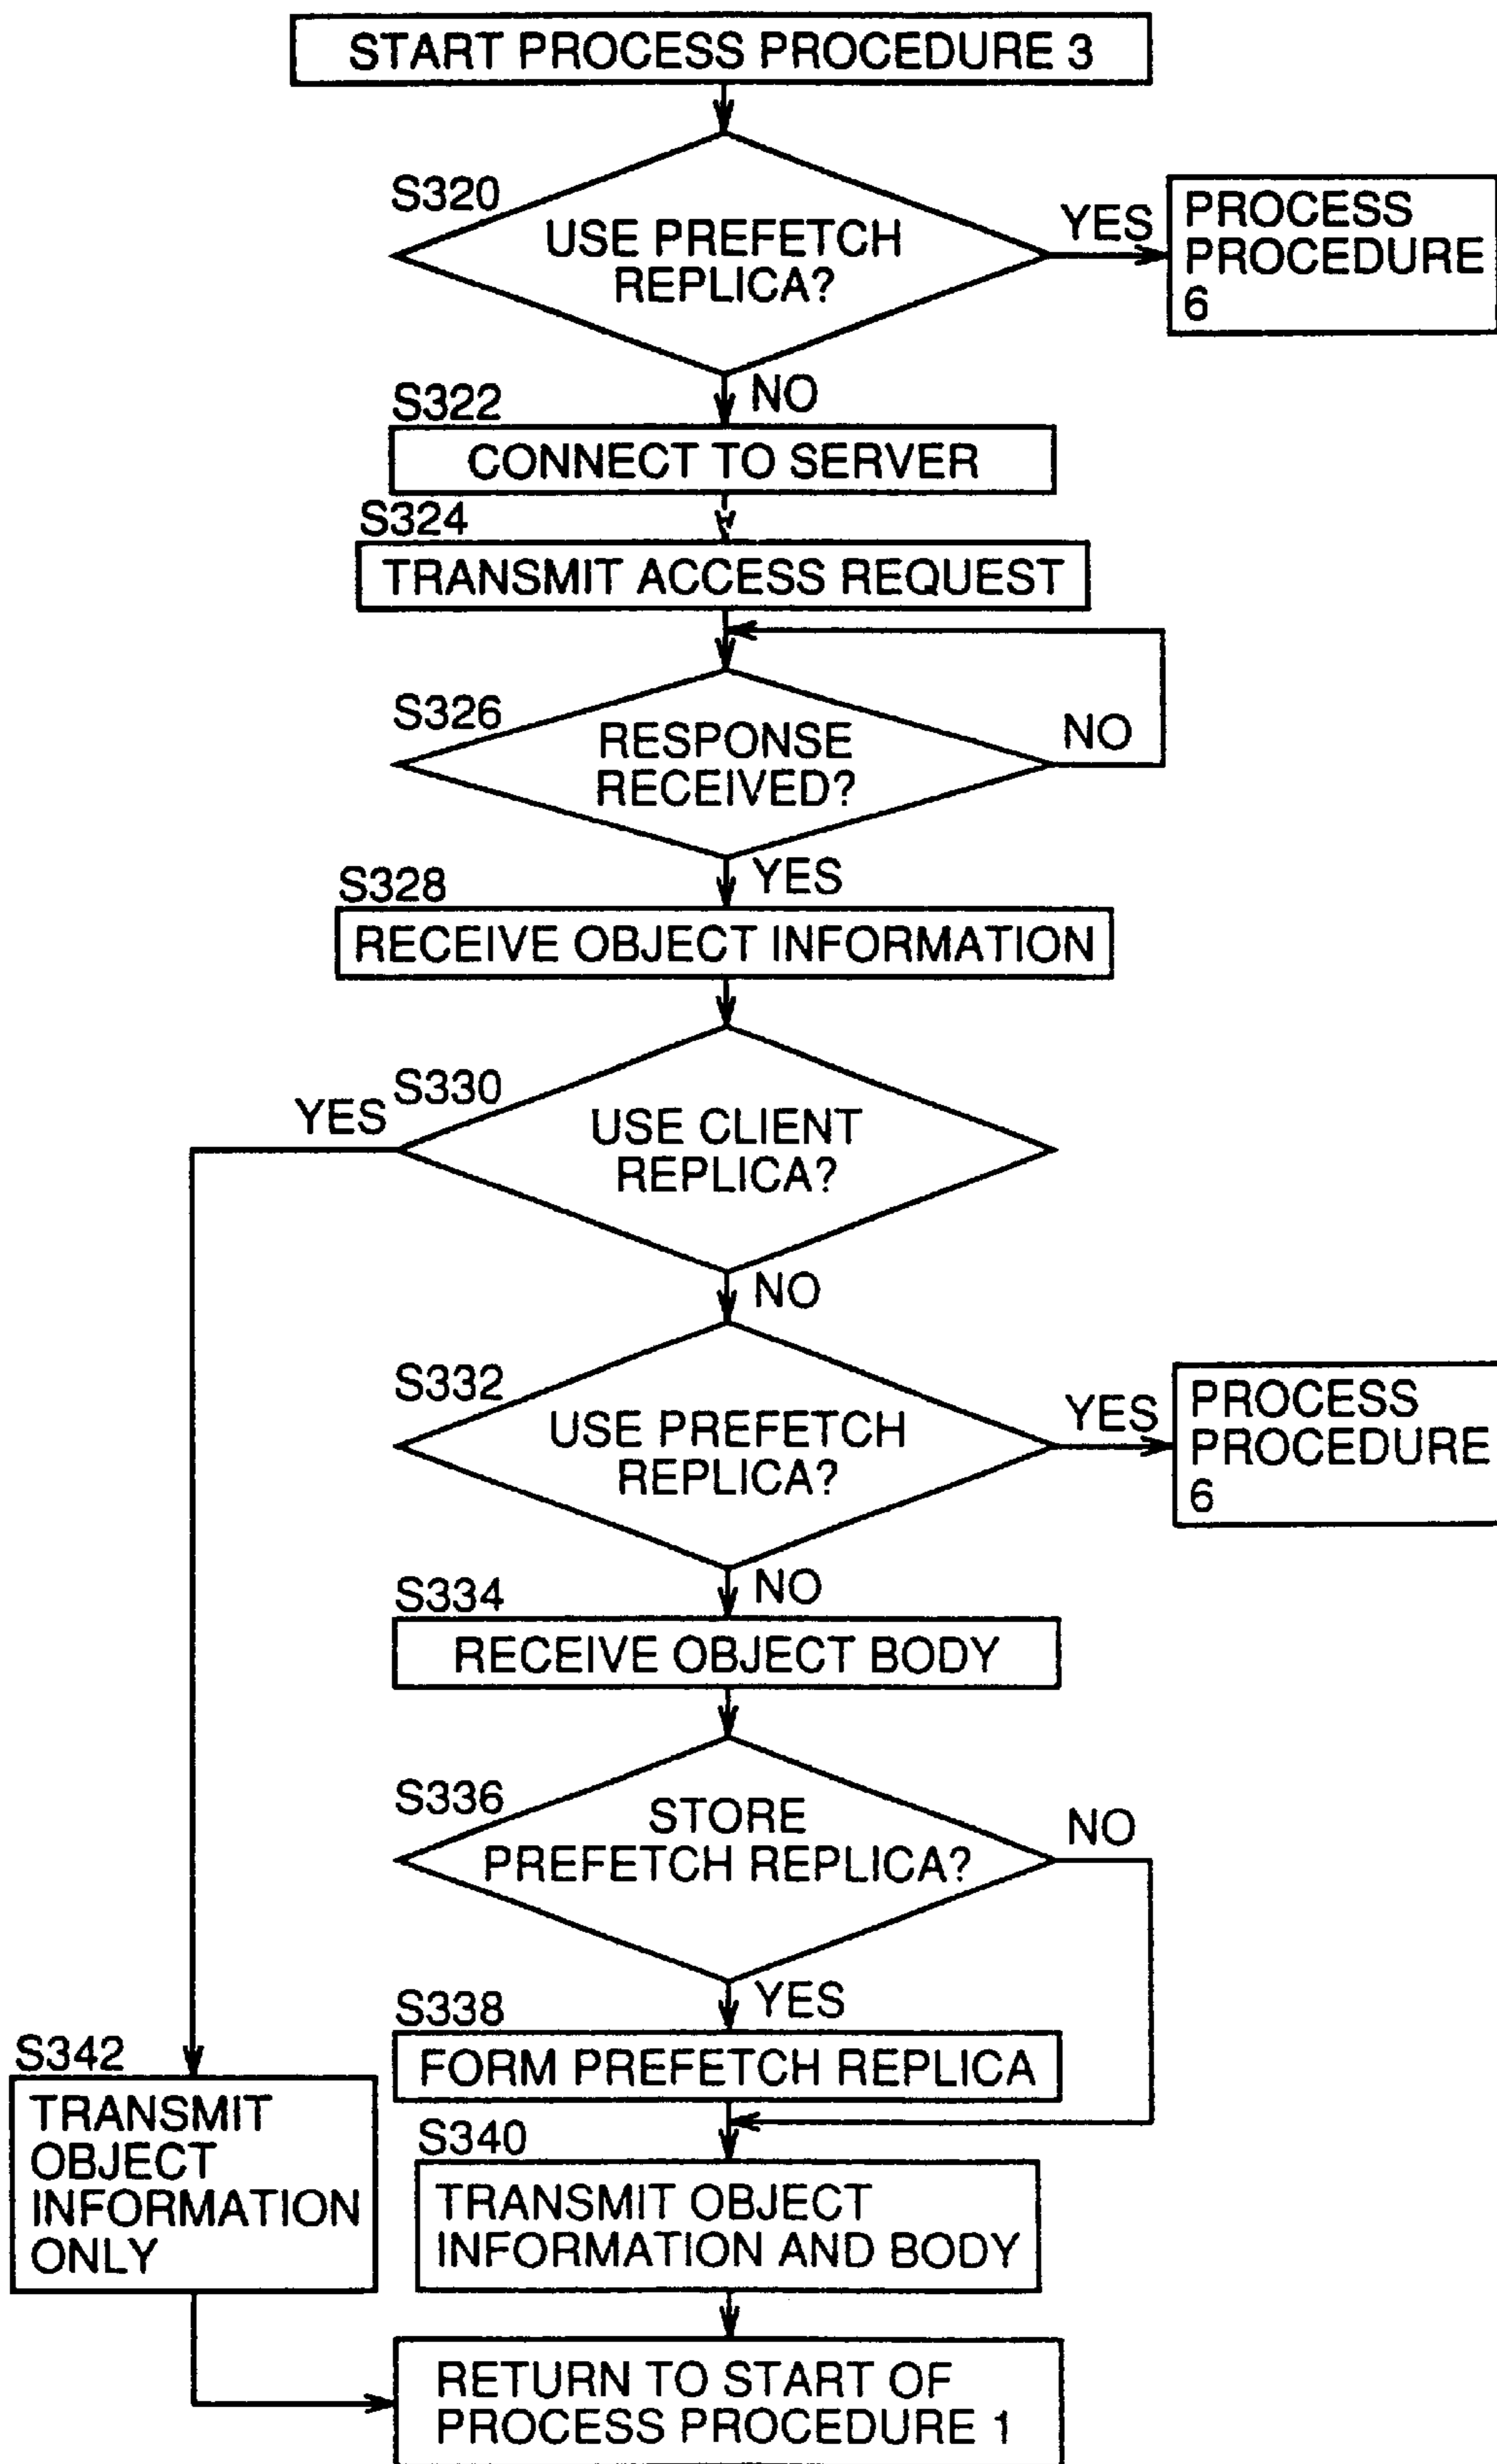 START PROCESS PROCEDURE 3
S320
USE PREFETCH
REPLICA?
YES
PROCESS
PROCEDURE
6
NO
S322
CONNECT TO SERVER
S324
TRANSMIT ACCESS REQUEST
S326
RESPONSE
RECEIVED?
NO
YES
S328
RECEIVE OBJECT INFORMATION
S330
YES
USE CLIENT
REPLICA?
NO
S332
USE PREFETCH
REPLICA?
YES
PROCESS
PROCEDURE
6
NO
S334
RECEIVE OBJECT BODY
S336
STORE
PREFETCH REPLICA?
NO
YES
S338
FORM PREFETCH REPLICA
S342
TRANSMIT
OBJECT
INFORMATION
ONLY
S340
TRANSMIT OBJECT
INFORMATION AND BODY
RETURN TO START OF
PROCESS PROCEDURE 1